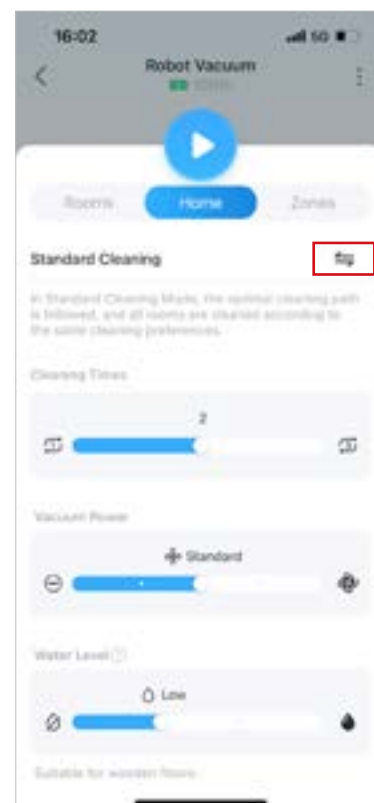 16:02
5G
Robot Vacuum
Rooms Home Zones
Standard Cleaning
In Standard Cleaning Mode, the optimal cleaning path
is followed, and all rooms are cleaned according to
the same cleaning preferences.
Cleaning Times
2
Vacuum Power
Standard
Water Level
Low
Suitable for wooden floors.